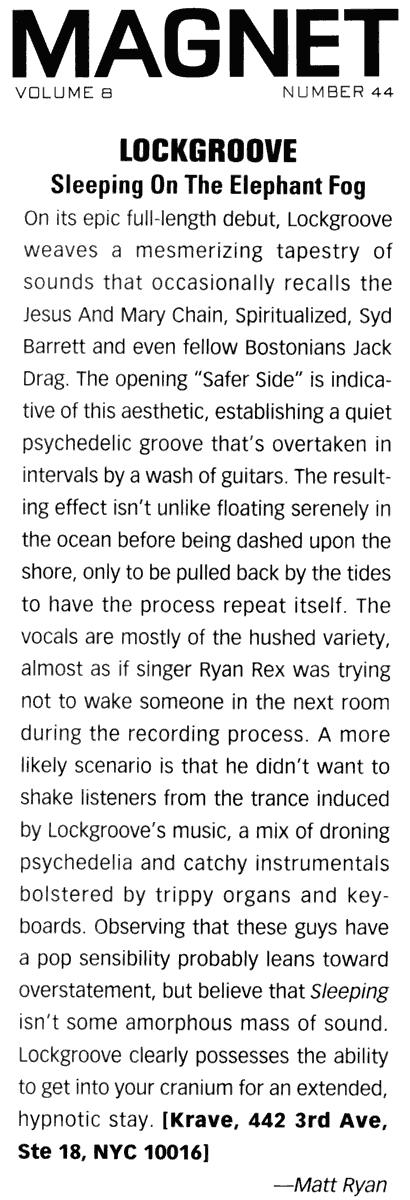 MAGNET
VOLUME 8 NUMBER 44
LOCKGROOVE
Sleeping On The Elephant Fog
On its epic full-length debut, Lockgroove
weaves a mesmerizing tapestry of
sounds that occasionally recalls the
Jesus And Mary Chain, Spiritualized, Syd
Barrett and even fellow Bostonians Jack
Drag. The opening “Safer Side” is indica-
tive of this aesthetic, establishing a quiet
psychedelic groove that’s overtaken in
intervals by a wash of guitars. The result-
ing effect isn’t unlike floating serenely in
the ocean before being dashed upon the
shore, only to be pulled back by the tides
to have the process repeat itself. The
vocals are mostly of the hushed variety,
almost as if singer Ryan Rex was trying
not to wake someone in the next room
during the recording process. A more
likely scenario is that he didn’t want to
shake listeners from the trance induced
by Lockgroove’s music, a mix of droning
psychedelia and catchy instrumentals
bolstered by trippy organs and key-
boards. Observing that these guys have
a pop sensibility probably leans toward
overstatement, but believe that Sleeping
isn’t some amorphous mass of sound.
Lockgroove clearly possesses the ability
to get into your cranium for an extended,
hypnotic stay. [Krave, 442 3rd Ave,
Ste 18, NYC 10016]
—Matt Ryan